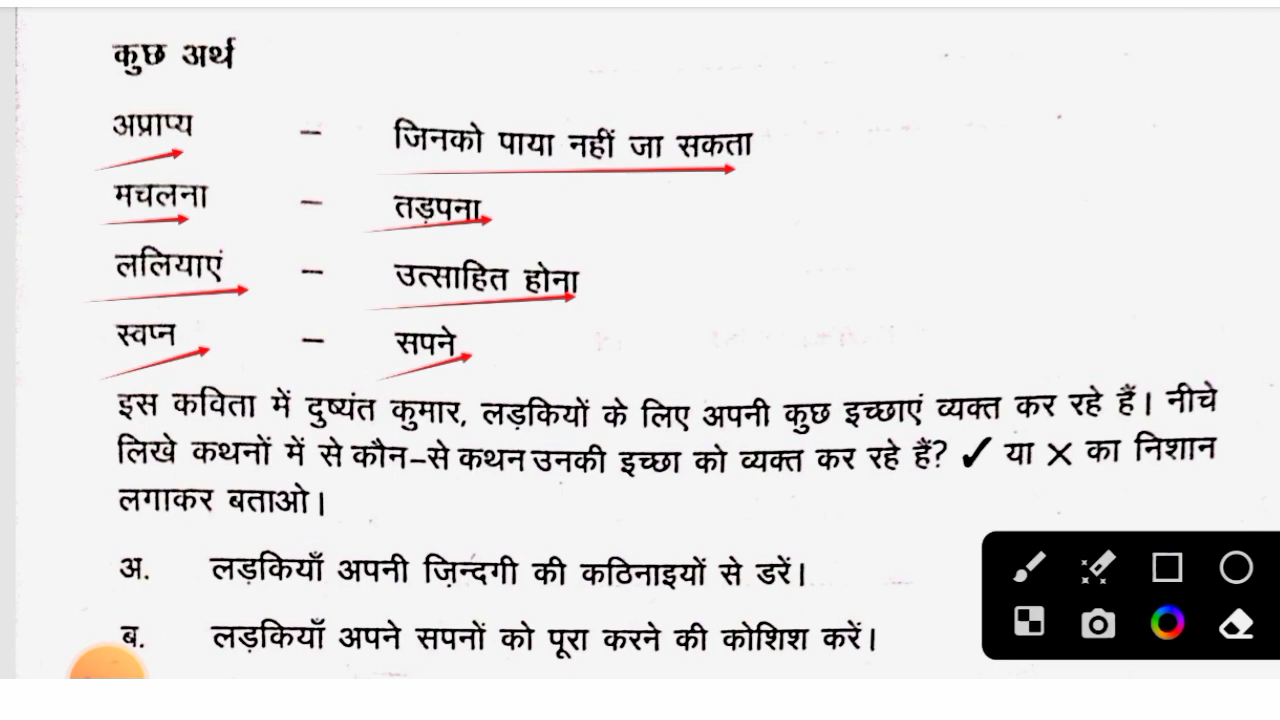 कुछ अर्थ
अप्राप्य – जिनको पाया नहीं जा सकता
मचलना – तड़पना
ललियाएं – उत्साहित होना
स्वप्न – सपने
इस कविता में दुष्यंत कुमार, लड़कियों के लिए अपनी कुछ इच्छाएं व्यक्त कर रहे हैं। नीचे
लिखे कथनों में से कौन–से कथन उनकी इच्छा को व्यक्त कर रहे हैं? ✓ या × का निशान
लगाकर बताओ।
अ. लड़कियाँ अपनी ज़िन्दगी की कठिनाइयों से डरें।
ब. लड़कियाँ अपने सपनों को पूरा करने की कोशिश करें।